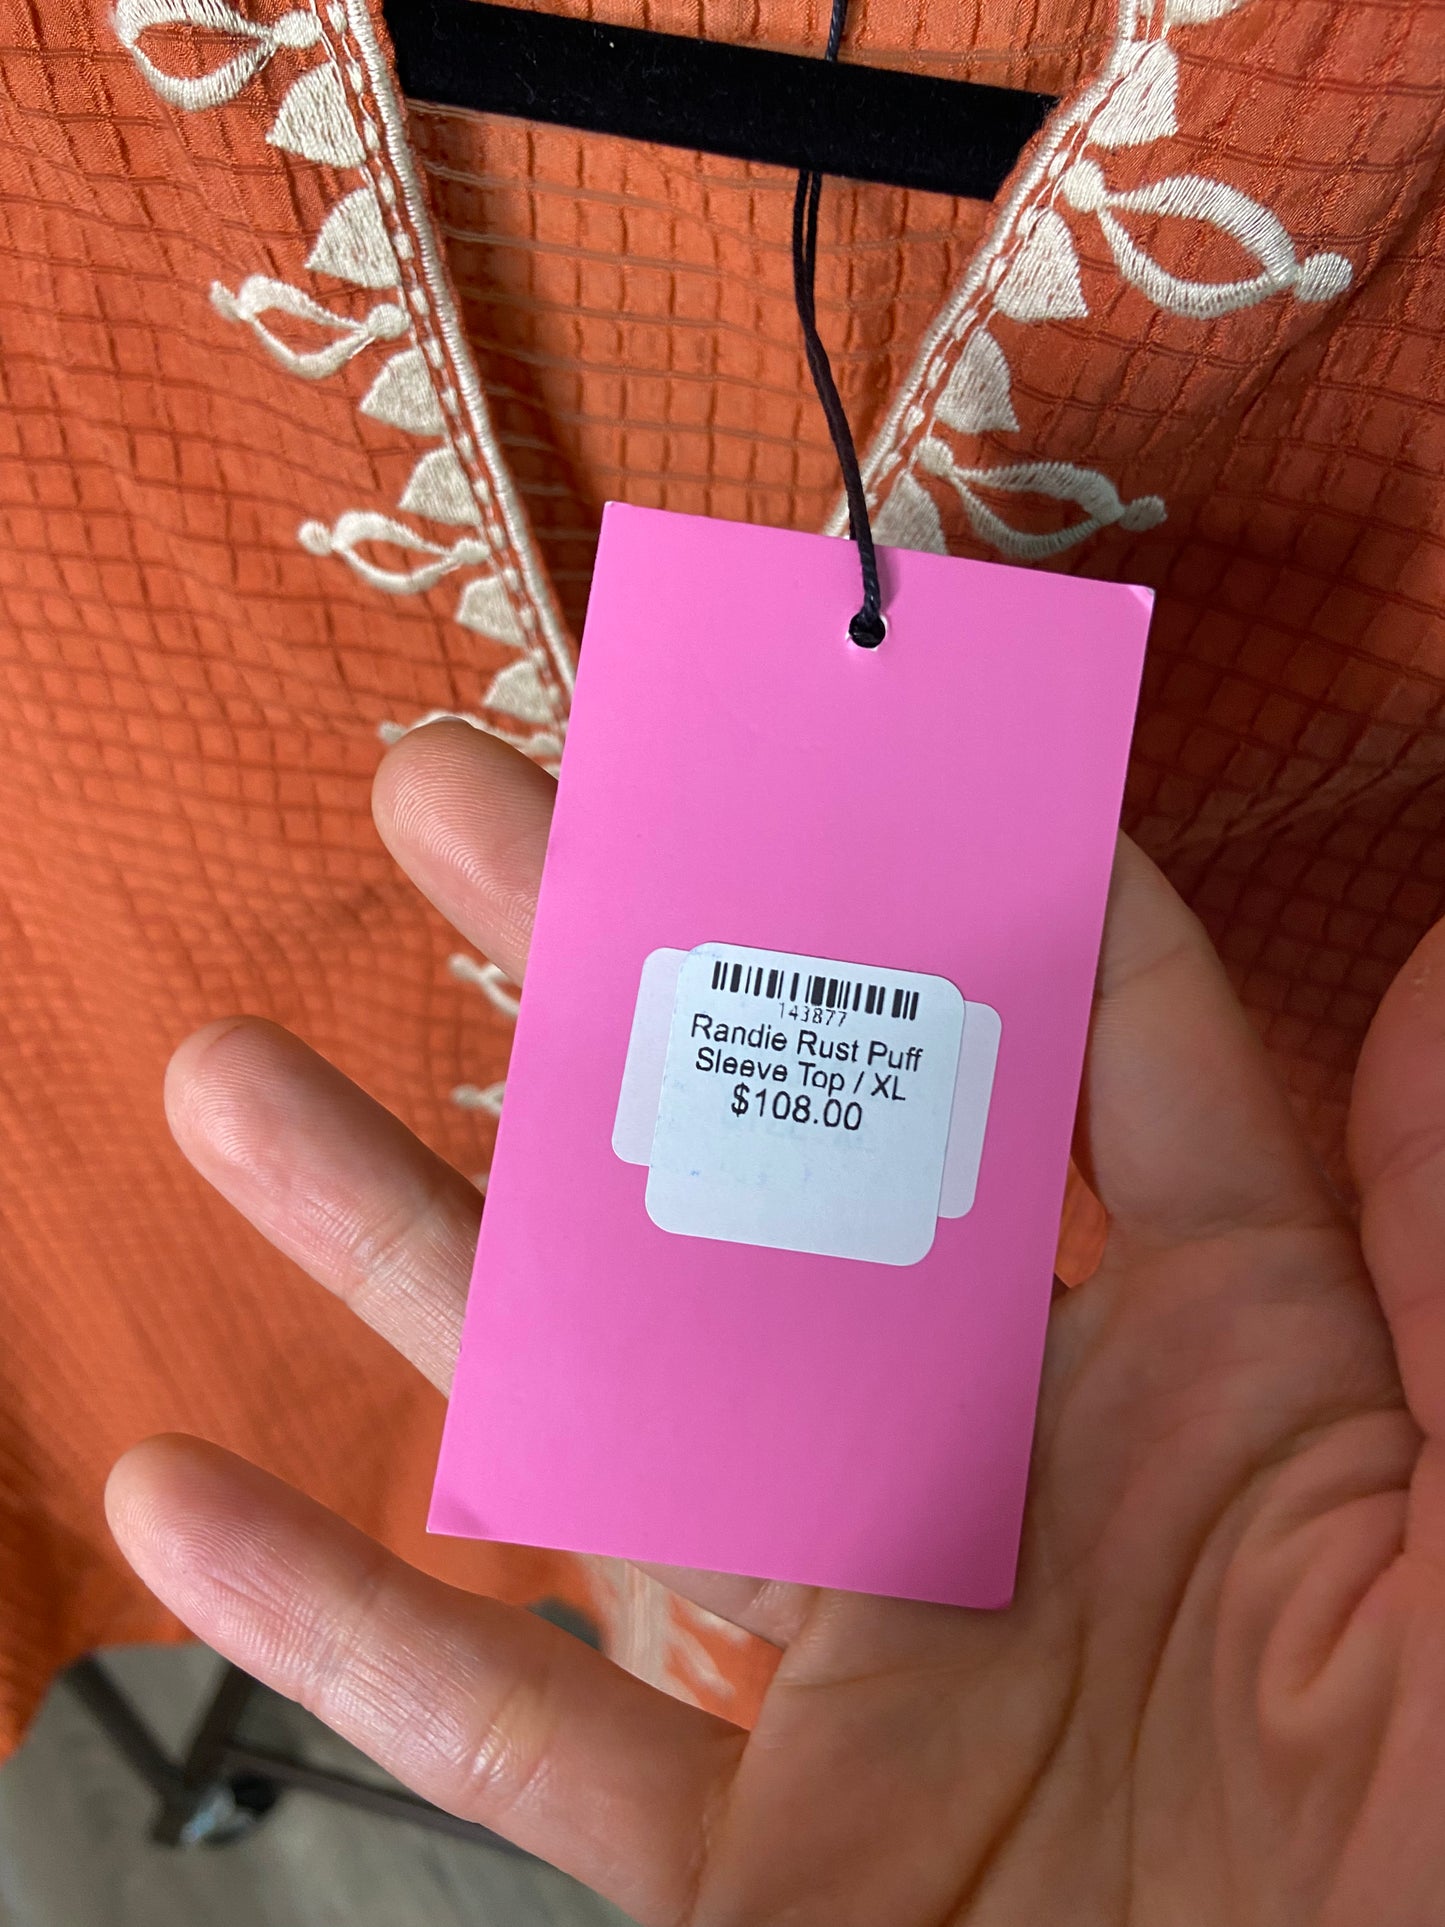 143877
Randie Rust Puff
Sleeve Top / XL
$108.00